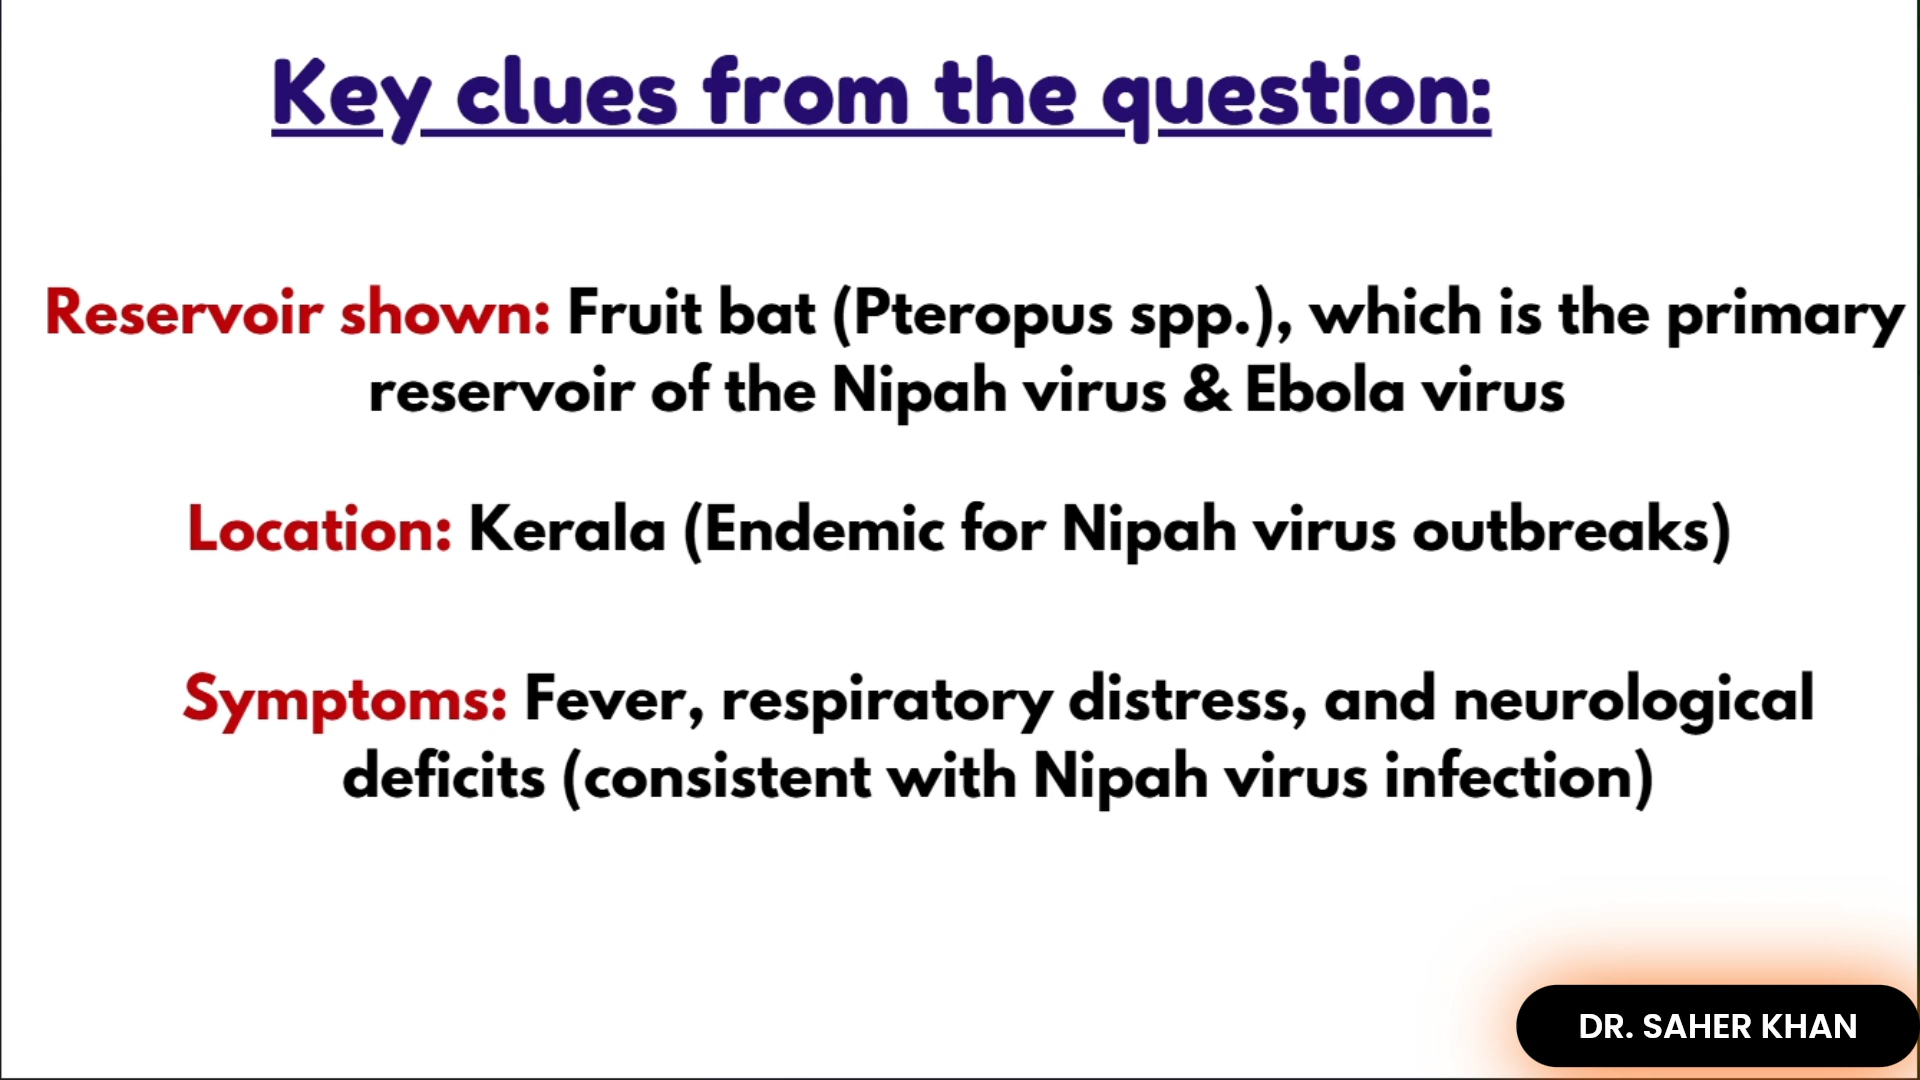 Key clues from the question:
Reservoir shown: Fruit bat (Pteropus spp.), which is the primary
reservoir of the Nipah virus & Ebola virus
Location: Kerala (Endemic for Nipah virus outbreaks)
Symptoms: Fever, respiratory distress, and neurological
deficits (consistent with Nipah virus infection)
DR. SAHER KHAN